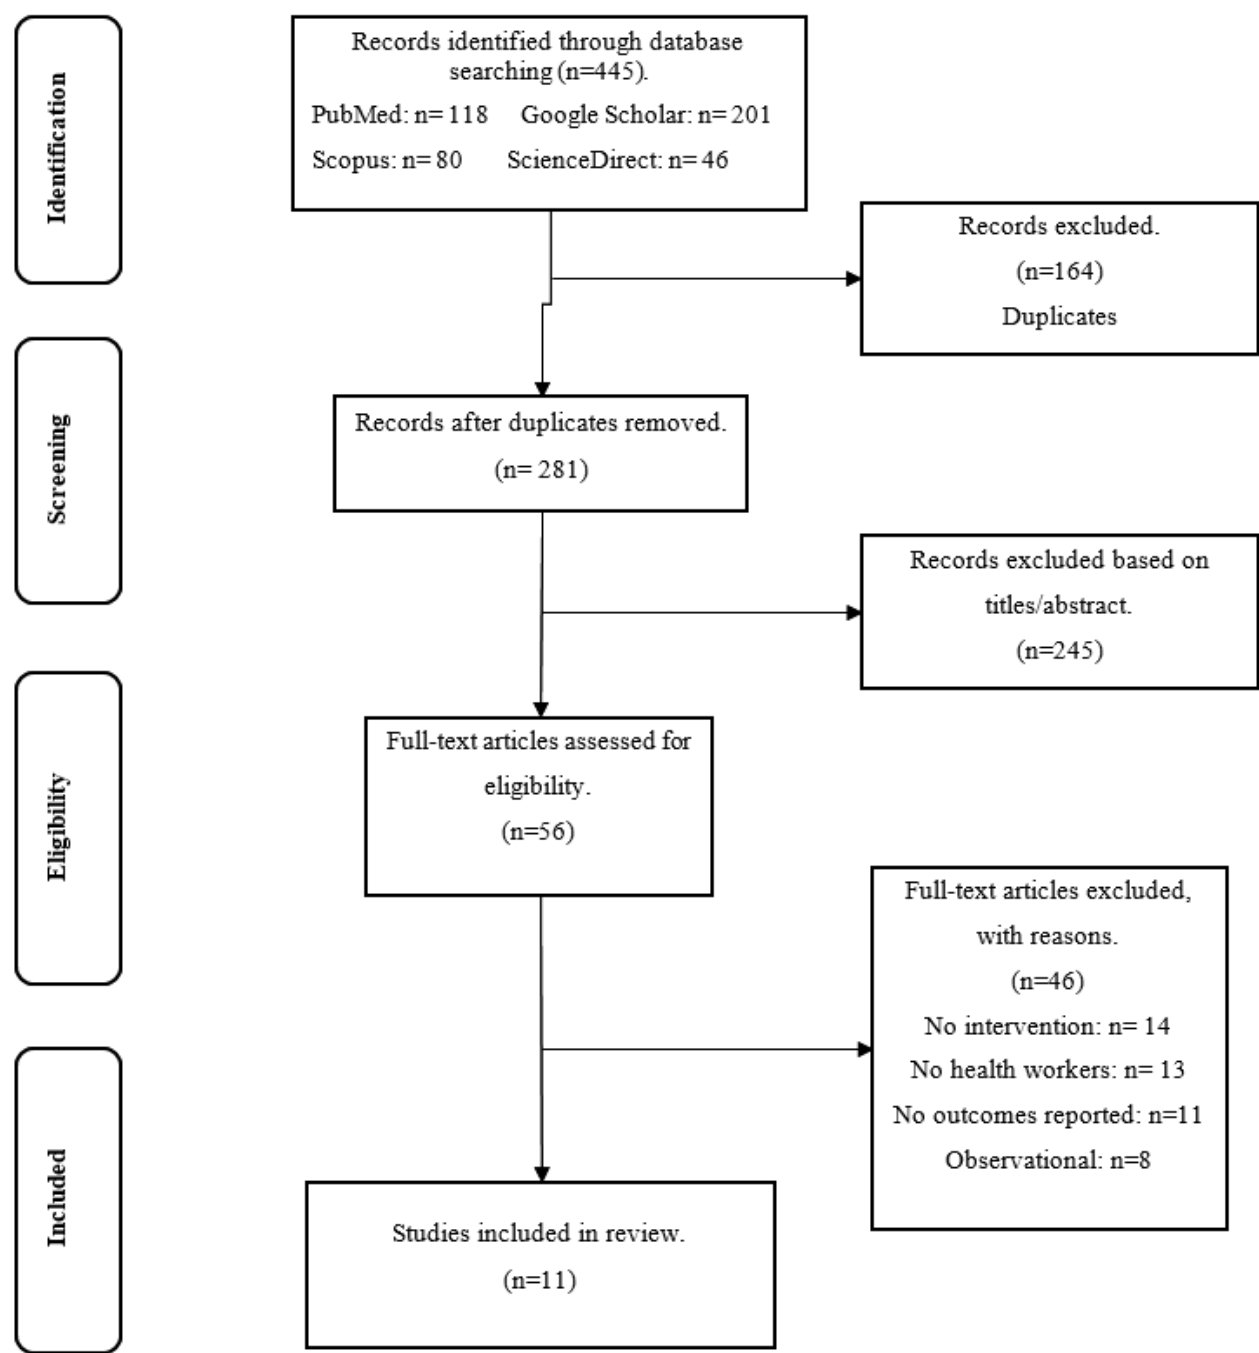 Identification
Records identified through database
searching (n=445).
PubMed: n= 118 Google Scholar: n= 201
Scopus: n= 80 ScienceDirect: n= 46
Records excluded.
(n=164)
Duplicates
Screening
Records after duplicates removed.
(n= 281)
Records excluded based on
titles/abstract.
(n=245)
Eligibility
Full-text articles assessed for
eligibility.
(n=56)
Full-text articles excluded,
with reasons.
(n=46)
No intervention: n= 14
No health workers: n= 13
No outcomes reported: n=11
Observational: n=8
Included
Studies included in review.
(n=11)